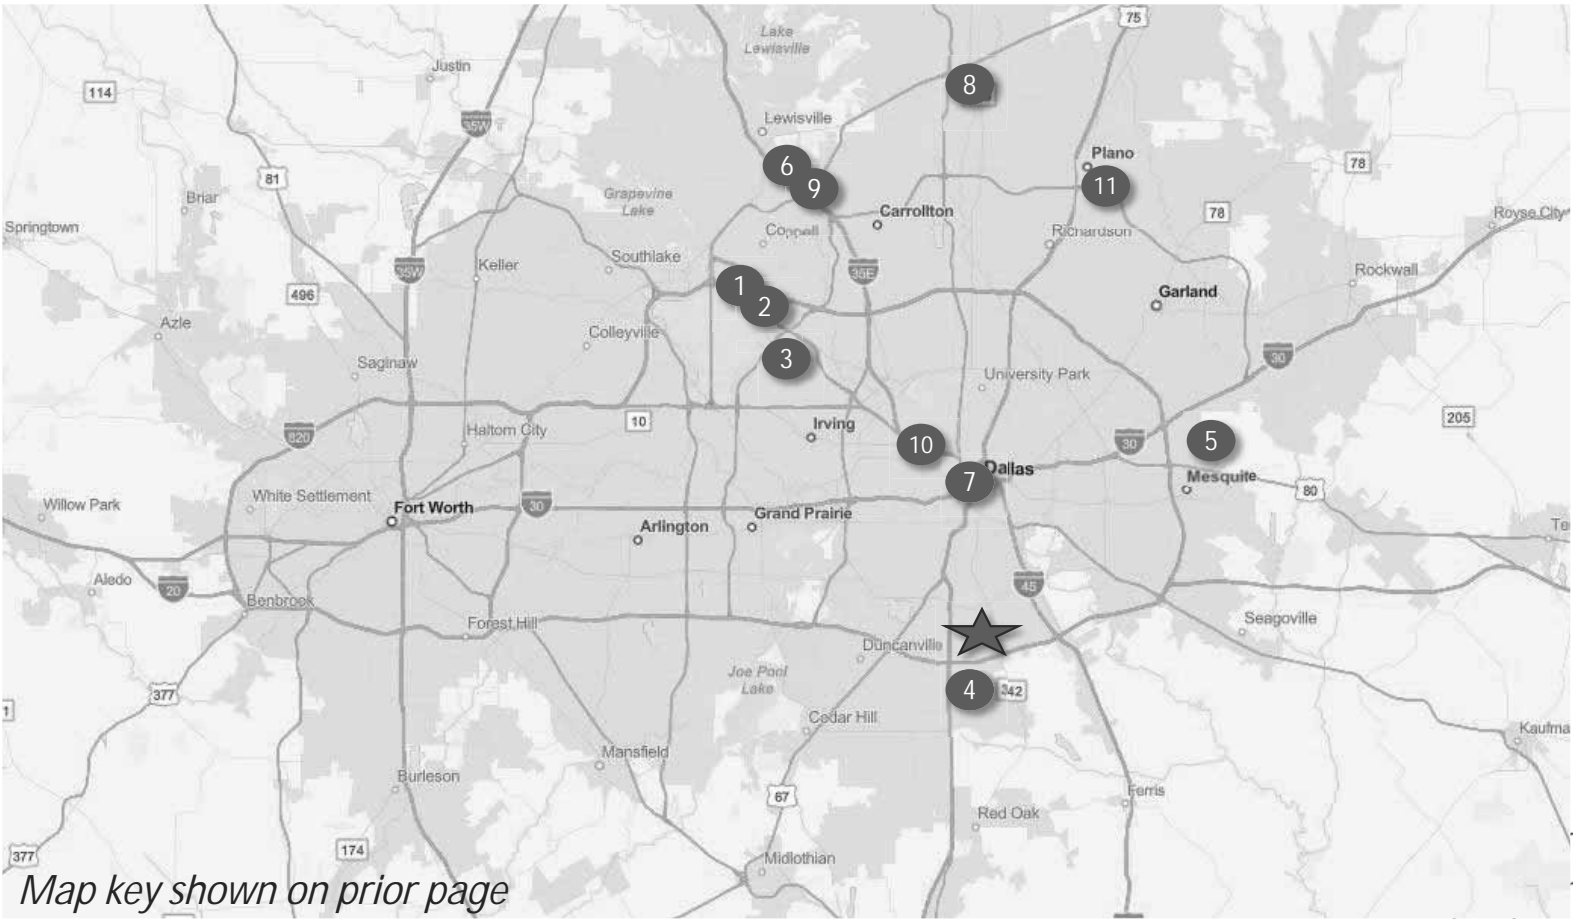 75
Lake
Lewisville
8
Justin
114
35W
Lewisville
Plano
78
6
9
11
81
Briar
Grapevine
Lake
Carrollton
78
Royse City
Springtown
Coppell
Richardson
35W
Keller
Southlake
35E
Rockwall
496
1
2
Garland
Azle
Colleyville
Saginaw
3
30
University Park
820
10
Haltom City
Irving
10
30
5
205
7
Dallas
Mesquite
White Settlement
80
Willow Park
Fort Worth
30
Arlington
Grand Prairie
Te
Aledo
20
Benbrook
45
Forest Hill
Seagoville
Duncanville
Joe Pool
Lake
377
4
342
1
Cedar Hill
Kaufma
Mansfield
Burleson
67
Ferris
Red Oak
377
174
Midlothian
Map key shown on prior page